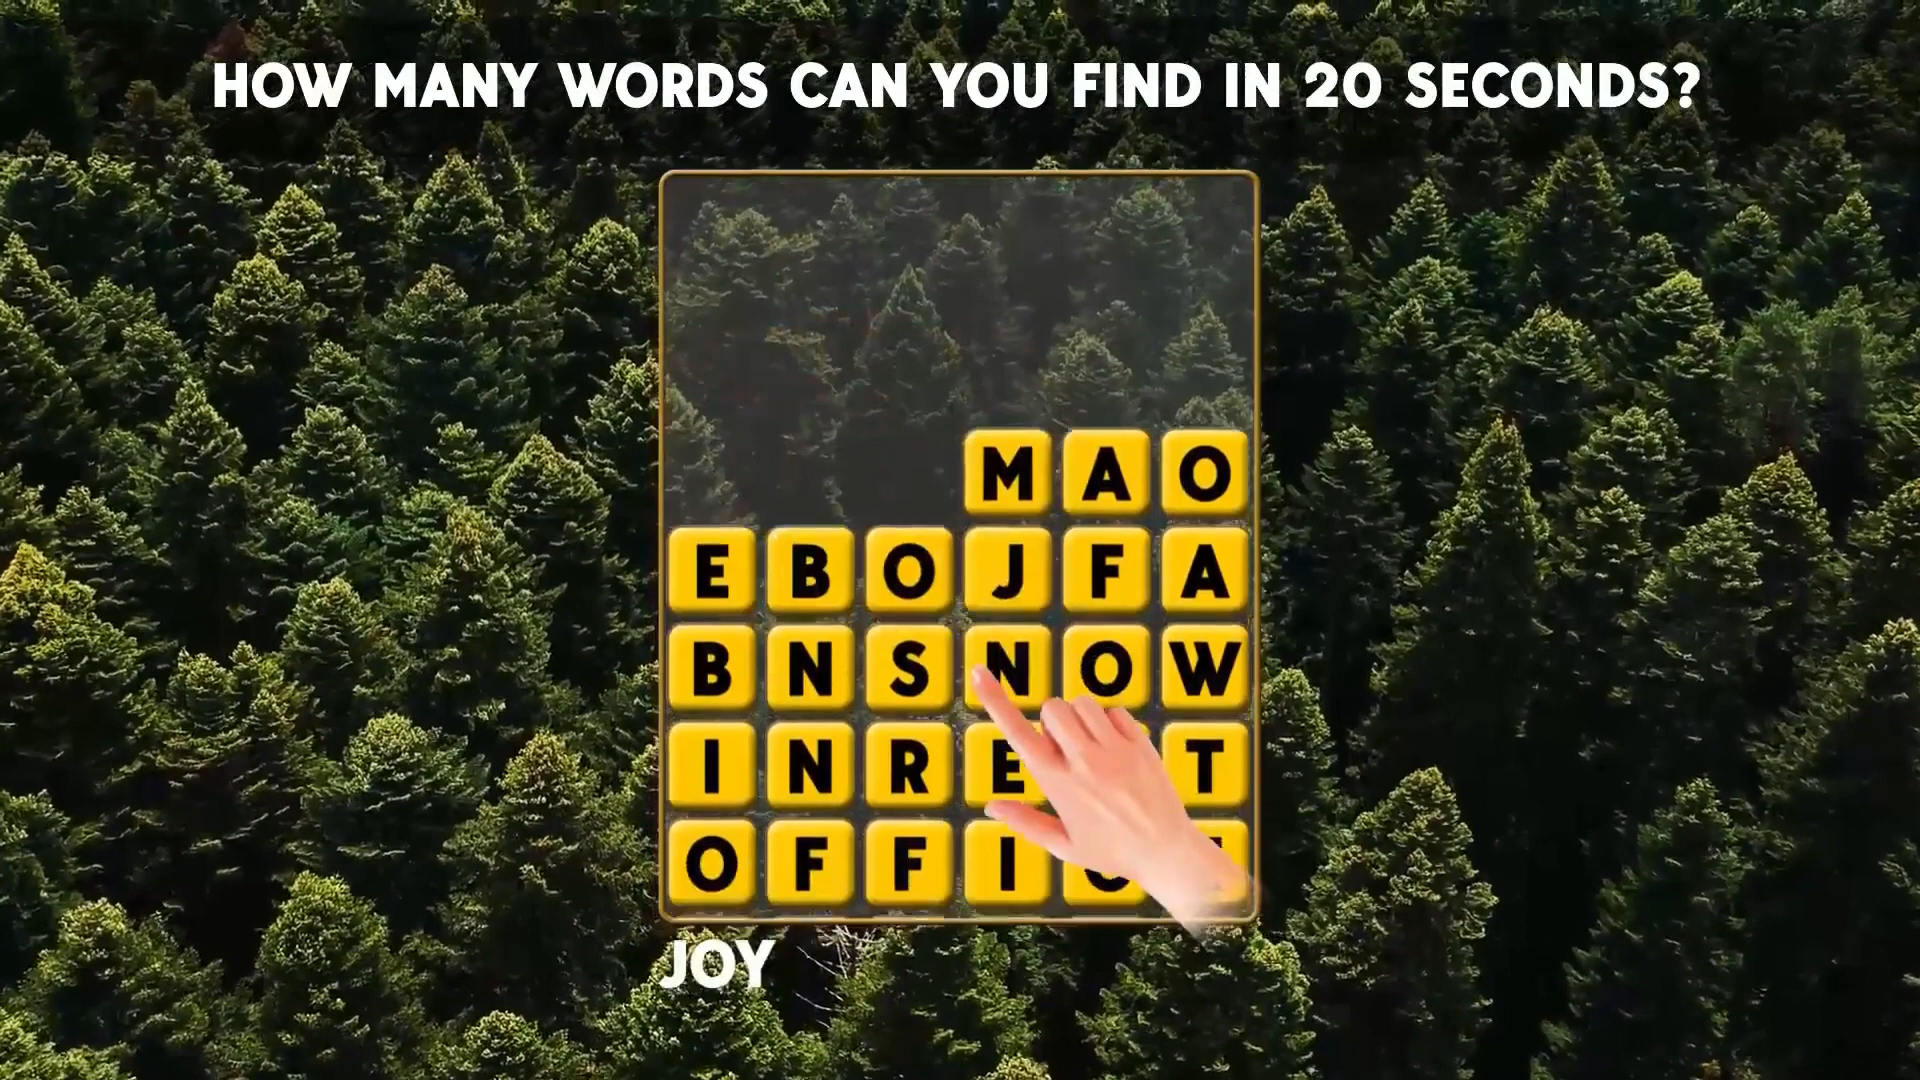 HOW MANY WORDS CAN YOU FIND IN 20 SECONDS?
M A O
E B O J F A
B N S N O W
I N R E T
O F F I
JOY